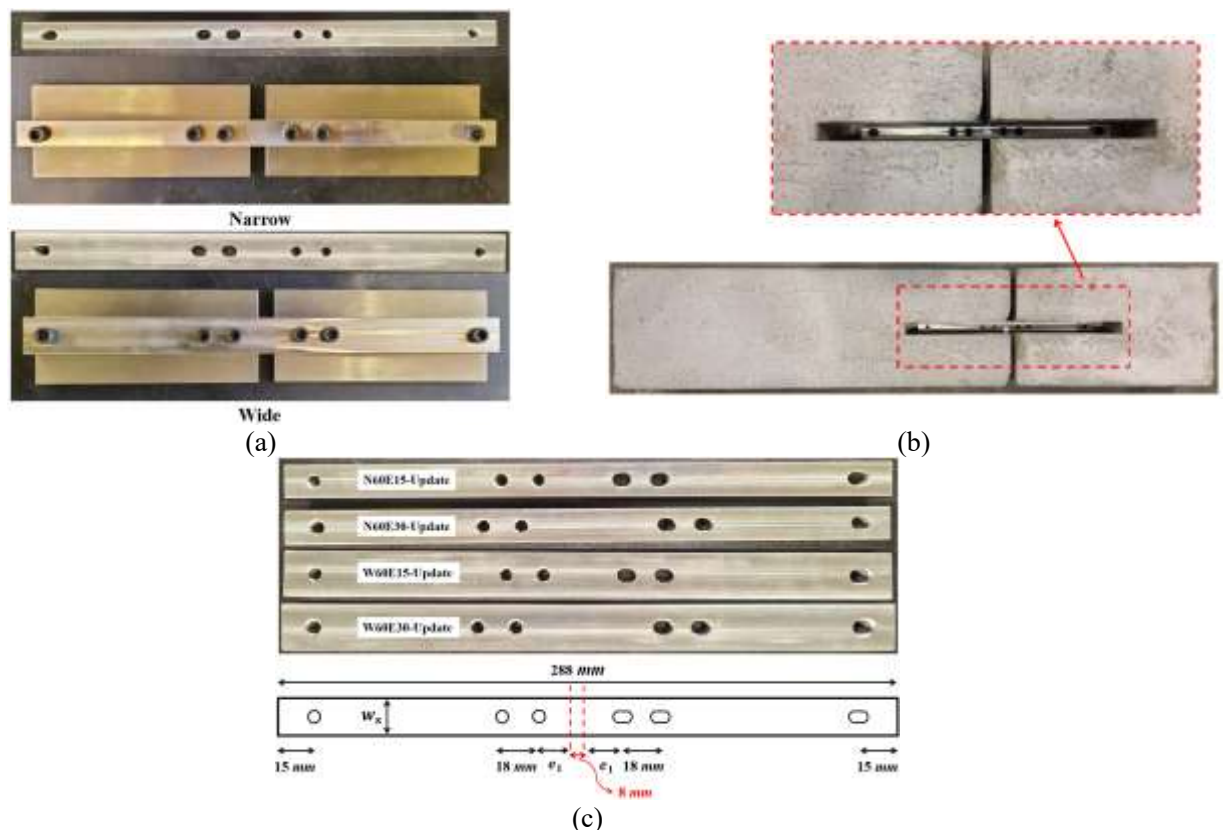 Narrow
Wide
(a)
(b)
N60E15-Update
N60E30-Update
W60E15-Update
W60E30-Update
288 mm
wₛ
15 mm
18 mm
e₁
e₁
18 mm
15 mm
8 mm
(c)